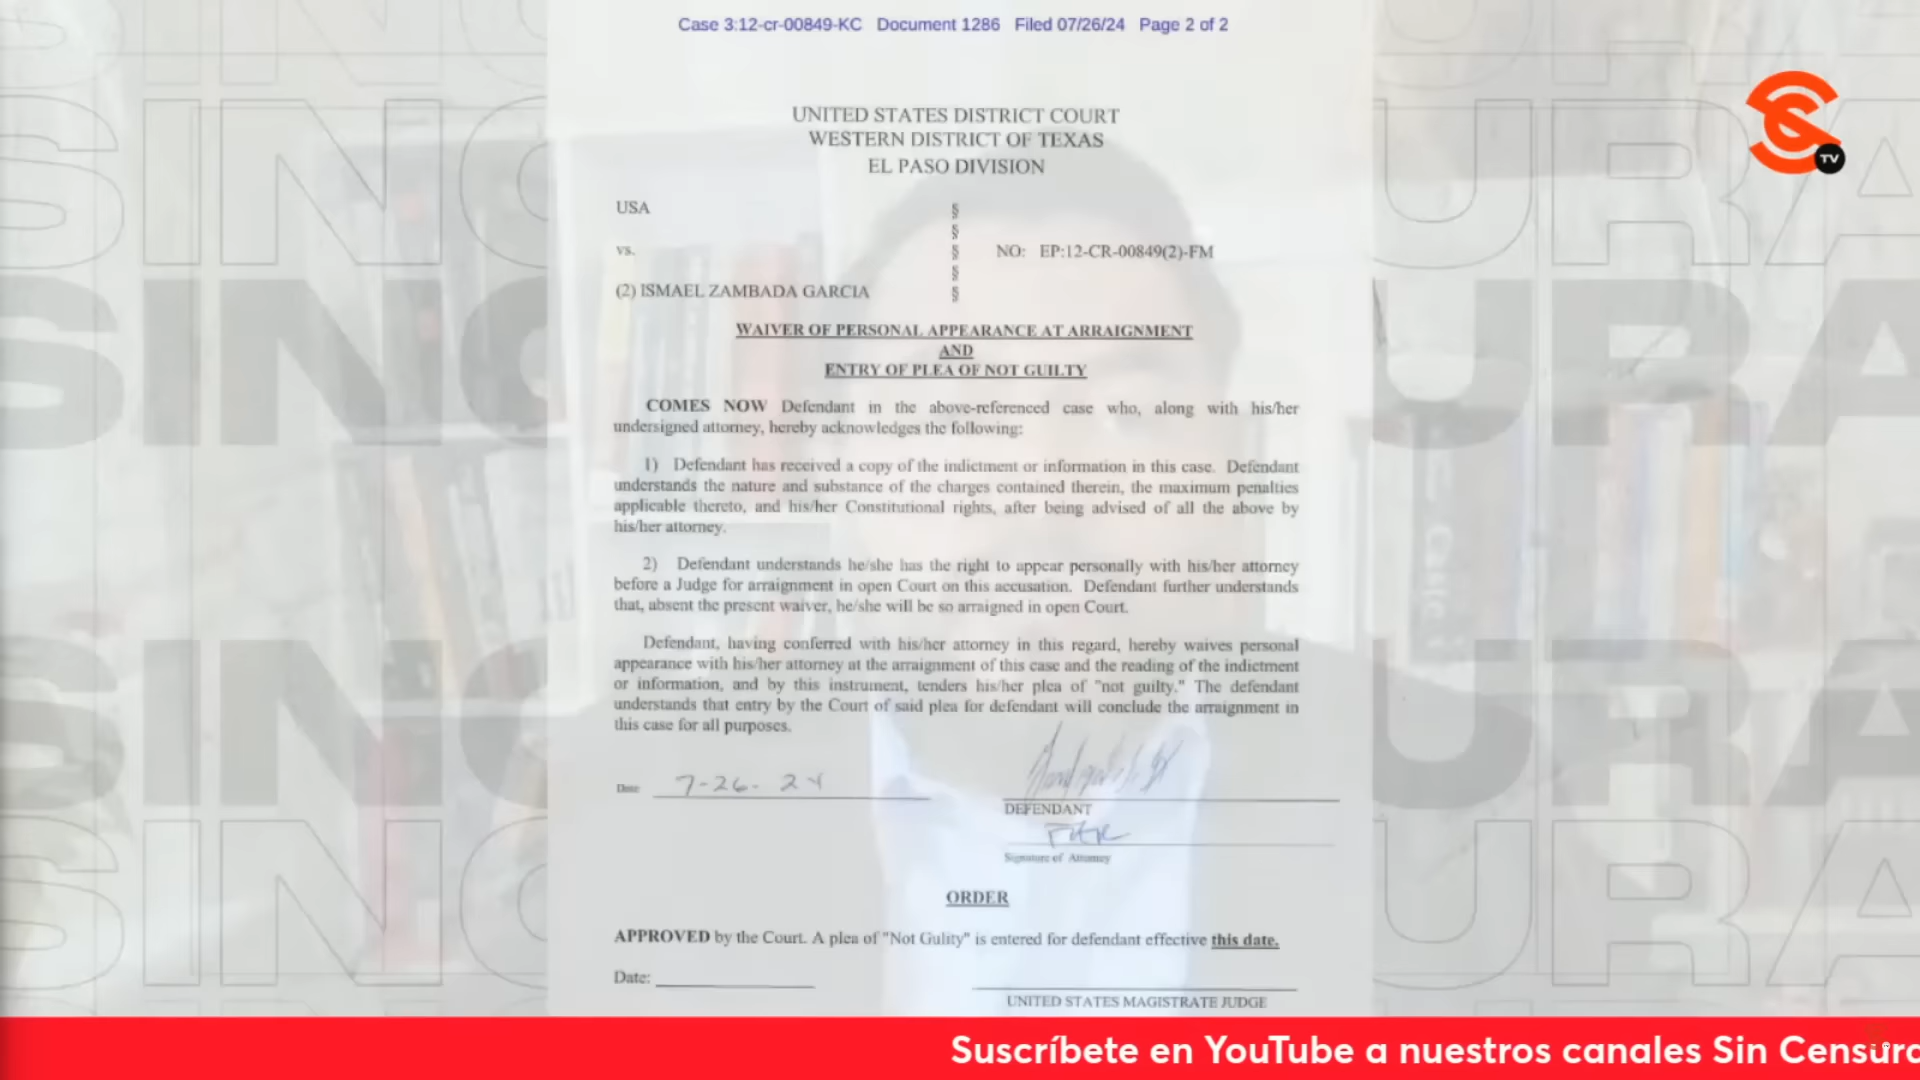 Case 3:12-cr-00849-KC Document 1286 Filed 07/26/24 Page 2 of 2
TV
UNITED STATES DISTRICT COURT
WESTERN DISTRICT OF TEXAS
EL PASO DIVISION
USA
§
§
vs.
§
NO: EP:12-CR-00849(2)-FM
§
(2) ISMAEL ZAMBADA GARCIA
§
WAIVER OF PERSONAL APPEARANCE AT ARRAIGNMENT
AND
ENTRY OF PLEA OF NOT GUILTY
COMES NOW Defendant in the above-referenced case who, along with his/her
undersigned attorney, hereby acknowledges the following:
1) Defendant has received a copy of the indictment or information in this case. Defendant
understands the nature and substance of the charges contained therein, the maximum penalties
applicable thereto, and his/her Constitutional rights, after being advised of all the above by
his/her attorney.
2) Defendant understands he/she has the right to appear personally with his/her attorney
before a Judge for arraignment in open Court on this accusation. Defendant further understands
that, absent the present waiver, he/she will be so arraigned in open Court.
Defendant, having conferred with his/her attorney in this regard, hereby waives personal
appearance with his/her attorney at the arraignment of this case and the reading of the indictment
or information, and by this instrument, tenders his/her plea of "not guilty." The defendant
understands that entry by the Court of said plea for defendant will conclude the arraignment in
this case for all purposes.
Date 7-26-24
DEFENDANT
Signature of Attorney
ORDER
APPROVED by the Court. A plea of "Not Gulity" is entered for defendant effective this date.
Date:
UNITED STATES MAGISTRATE JUDGE
SINC
URA
SINC
URA
SINC
URA
SINC
URA
Suscríbete en YouTube a nuestros canales Sin Censura